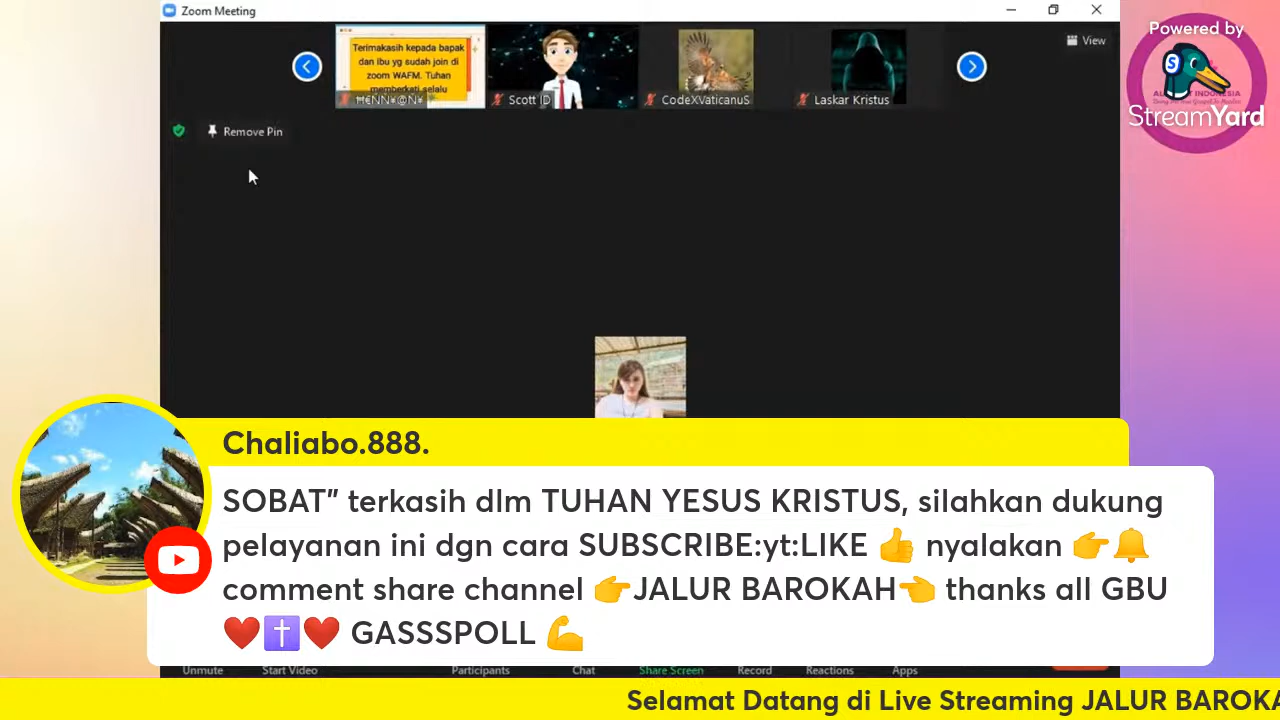 Zoom Meeting
Powered by
StreamYard
View
Terimakasih kepada bapak
dan ibu yg sudah join di
zoom WAFM. Tuhan
memberkati selalu
Scott ID
CodeXVaticanuS
Laskar Kristus
Remove Pin
Chaliabo.888.
SOBAT” terkasih dlm TUHAN YESUS KRISTUS, silahkan dukung
pelayanan ini dgn cara SUBSCRIBE:yt:LIKE 👍 nyalakan 👉🔔
comment share channel 👉JALUR BAROKAH👈 thanks all GBU
❤️✝️❤️ GASSSPOLL 💪
Unmute
Start Video
Participants
Chat
Share Screen
Record
Reactions
Apps
Selamat Datang di Live Streaming JALUR BAROKA